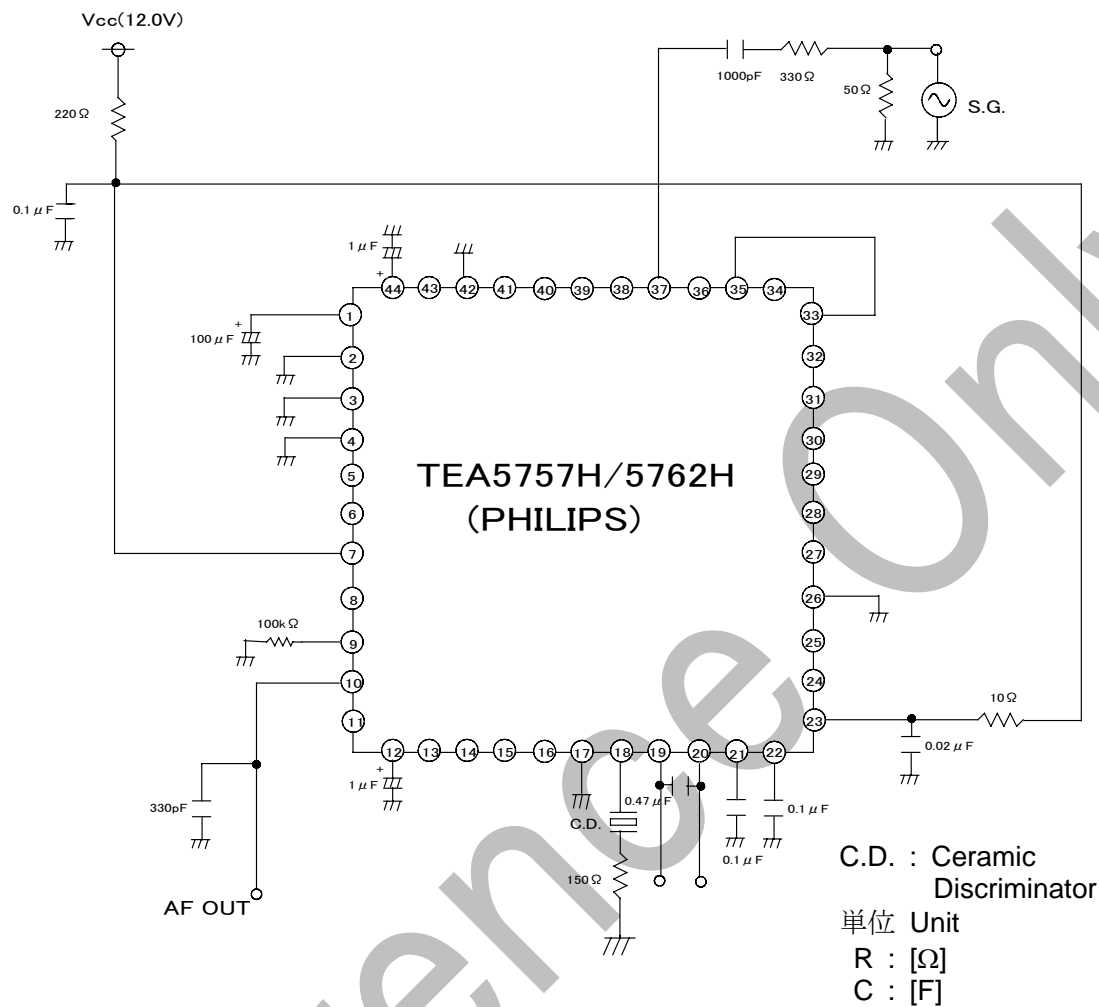 Vcc(12.0V)
220Ω
0.1μF
1000pF
330Ω
50Ω
S.G.
1μF
+
44
43
42
41
40
39
38
37
36
35
34
+
100μF
1
2
3
4
5
6
7
8
9
10
11
33
32
31
30
29
28
27
26
25
24
23
TEA5757H/5762H
(PHILIPS)
100kΩ
10Ω
0.02μF
12
13
14
15
16
17
18
19
20
21
22
+
1μF
330pF
0.47μF
C.D.
0.1μF
0.1μF
150Ω
AF OUT
C.D. : Ceramic
Discriminator
単位 Unit
R : [Ω]
C : [F]
ence Only